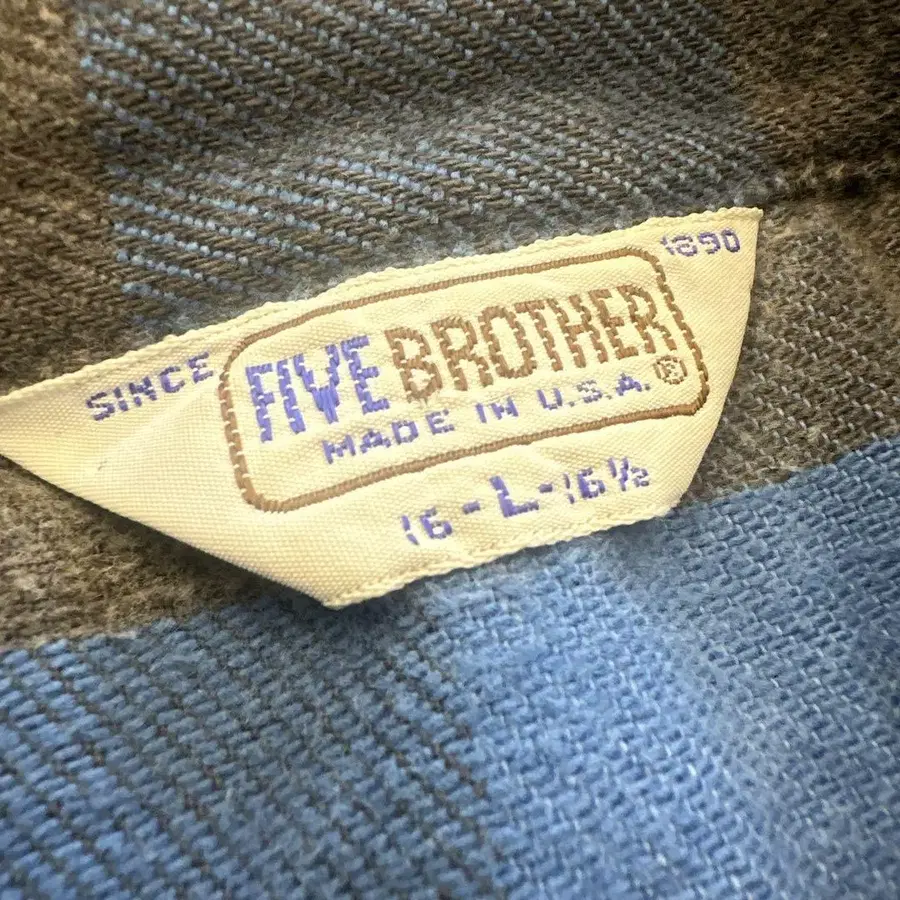 SINCE 1890
FIVE BROTHER
MADE IN U.S.A. ®
16-L-16½